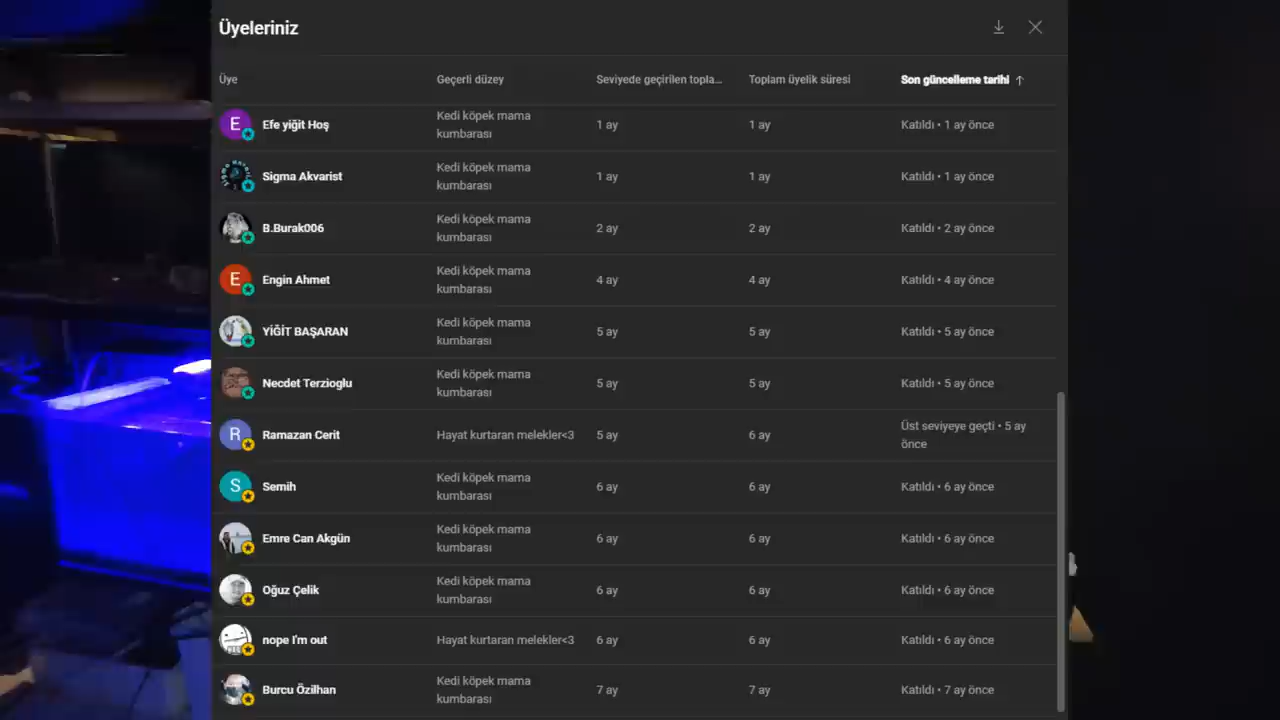 Üyeleriniz
Üye Geçerli düzey Seviyede geçirilen topla... Toplam üyelik süresi Son güncelleme tarihi ↑
E Efe yiğit Hoş Kedi köpek mama kumbarası 1 ay 1 ay Katıldı • 1 ay önce
Sigma Akvarist Kedi köpek mama kumbarası 1 ay 1 ay Katıldı • 1 ay önce
B.Burak006 Kedi köpek mama kumbarası 2 ay 2 ay Katıldı • 2 ay önce
E Engin Ahmet Kedi köpek mama kumbarası 4 ay 4 ay Katıldı • 4 ay önce
YİĞİT BAŞARAN Kedi köpek mama kumbarası 5 ay 5 ay Katıldı • 5 ay önce
Necdet Terzioglu Kedi köpek mama kumbarası 5 ay 5 ay Katıldı • 5 ay önce
R Ramazan Cerit Hayat kurtaran melekler<3 5 ay 6 ay Üst seviyeye geçti • 5 ay önce
S Semih Kedi köpek mama kumbarası 6 ay 6 ay Katıldı • 6 ay önce
Emre Can Akgün Kedi köpek mama kumbarası 6 ay 6 ay Katıldı • 6 ay önce
Oğuz Çelik Kedi köpek mama kumbarası 6 ay 6 ay Katıldı • 6 ay önce
nope I'm out Hayat kurtaran melekler<3 6 ay 6 ay Katıldı • 6 ay önce
Burcu Özilhan Kedi köpek mama kumbarası 7 ay 7 ay Katıldı • 7 ay önce